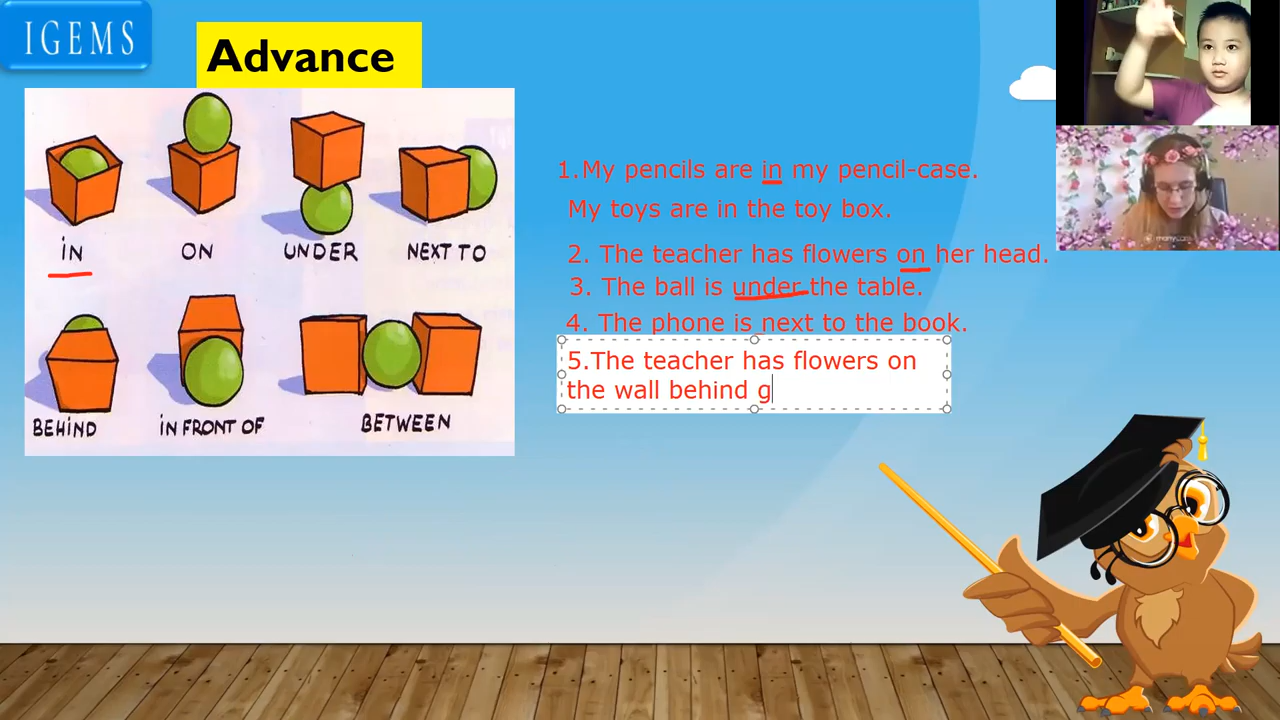 IGEMS
Advance
IN
ON
UNDER
NEXT TO
BEHIND
IN FRONT OF
BETWEEN
1.My pencils are in my pencil-case.
My toys are in the toy box.
2. The teacher has flowers on her head.
3. The ball is under the table.
4. The phone is next to the book.
5.The teacher has flowers on
the wall behind g